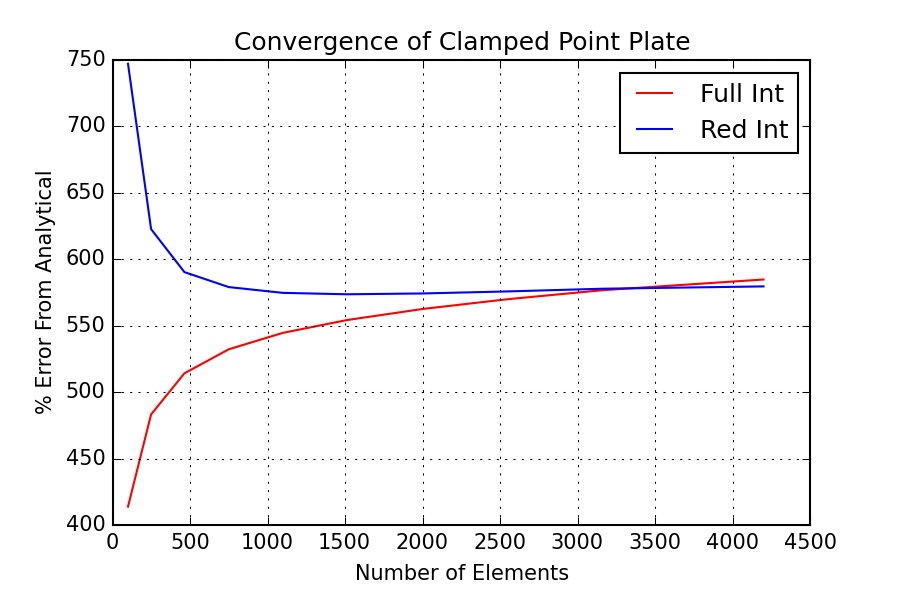 Convergence of Clamped Point Plate
750
700
650
600
550
500
450
400
% Error From Analytical
Full Int
Red Int
0 500 1000 1500 2000 2500 3000 3500 4000 4500
Number of Elements